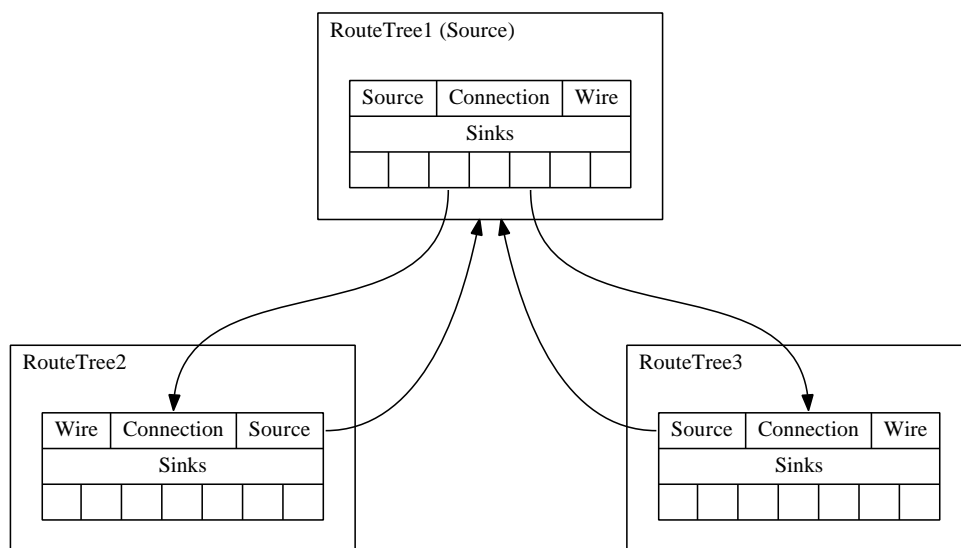 RouteTree1 (Source)
Source Connection Wire
Sinks
RouteTree2
Wire Connection Source
Sinks
RouteTree3
Source Connection Wire
Sinks